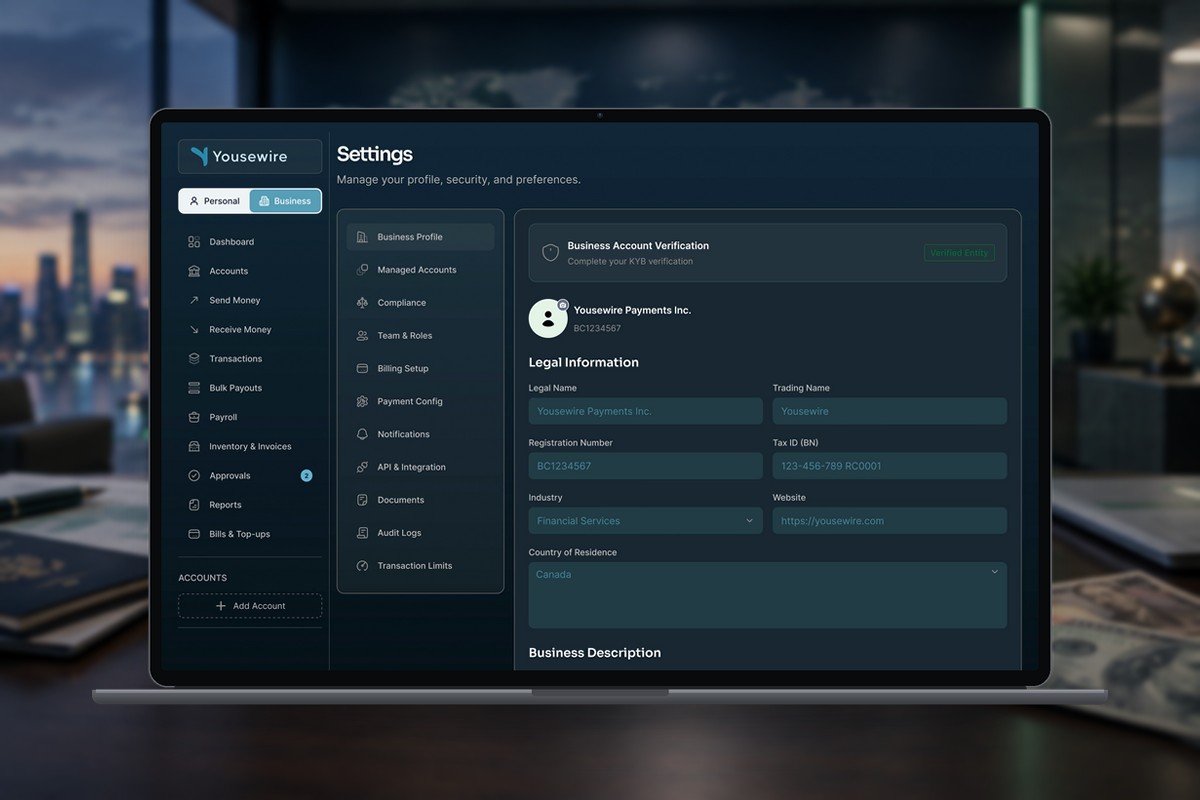 Yousewire
Personal
Business
Dashboard
Accounts
Send Money
Receive Money
Transactions
Bulk Payouts
Payroll
Inventory & Invoices
Approvals
2
Reports
Bills & Top-ups
ACCOUNTS
Add Account
Settings
Manage your profile, security, and preferences.
Business Profile
Managed Accounts
Compliance
Team & Roles
Billing Setup
Payment Config
Notifications
API & Integration
Documents
Audit Logs
Transaction Limits
Business Account Verification
Complete your KYB verification
Verified Entity
Yousewire Payments Inc.
BC1234567
Legal Information
Legal Name
Trading Name
Yousewire Payments Inc.
Yousewire
Registration Number
Tax ID (BN)
BC1234567
123-456-789 RC0001
Industry
Website
Financial Services
https://yousewire.com
Country of Residence
Canada
Business Description